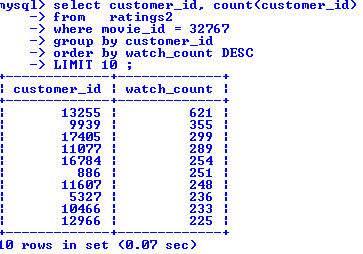 mysql> select customer_id, count(customer_id)
-> from ratings2
-> where movie_id = 32767
-> group by customer_id
-> order by watch_count DESC
-> LIMIT 10 ;
+-------------+-------------+
| customer_id | watch_count |
+-------------+-------------+
| 13255 | 621 |
| 9939 | 355 |
| 17405 | 299 |
| 11077 | 289 |
| 16784 | 254 |
| 886 | 251 |
| 11607 | 248 |
| 5327 | 236 |
| 10466 | 233 |
| 12966 | 225 |
+-------------+-------------+
10 rows in set (0.07 sec)